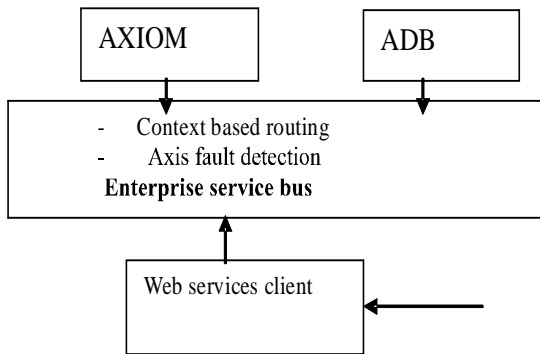 AXIOM
ADB
- Context based routing
- Axis fault detection
Enterprise service bus
Web services client